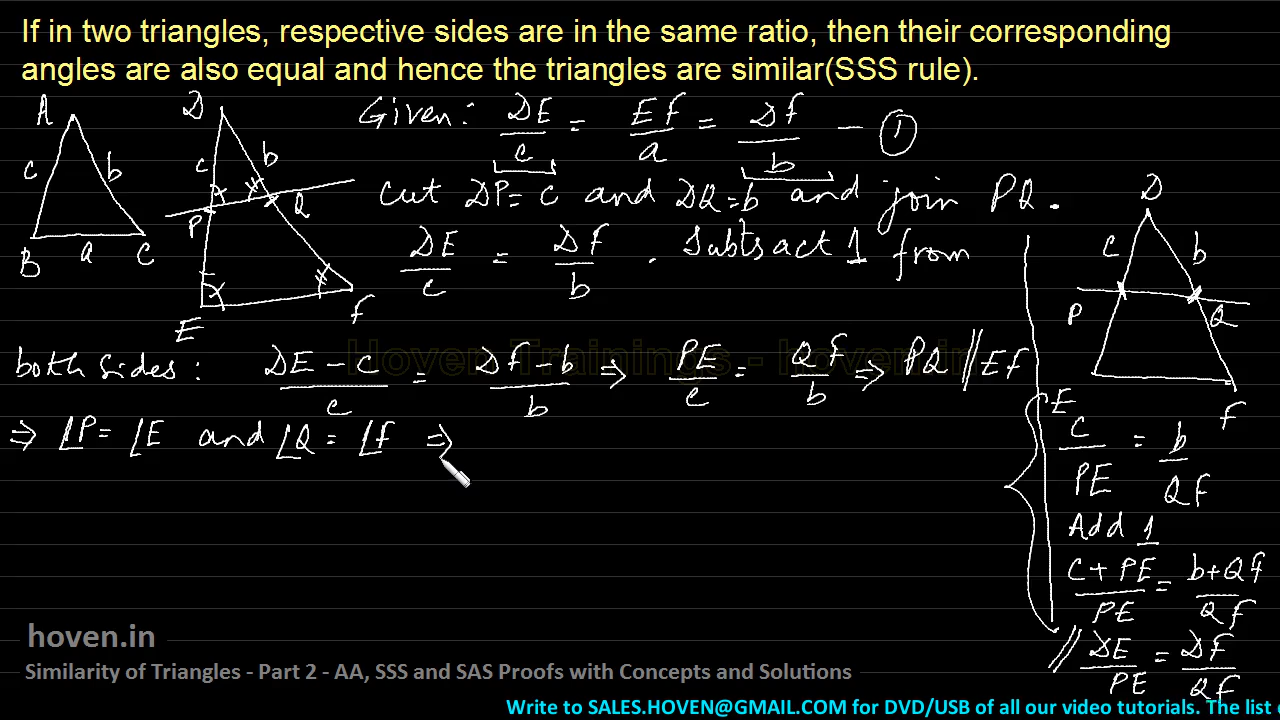 If in two triangles, respective sides are in the same ratio, then their corresponding
angles are also equal and hence the triangles are similar(SSS rule).
A
c
b
B
a
C
D
c
b
P
Q
E
F
Given: DE/c = EF/a = DF/b - ①
Cut DP=c and DQ=b and join PQ.
DE/c = DF/b . Subtract 1 from
both sides: DE-c/c = DF-b/b ⇒ PE/c = QF/b ⇒ PQ // EF
⇒ ∠P= ∠E and ∠Q = ∠F ⇒
Hoven Trainings - hoven.in
D
c
b
P
Q
E
F
c/PE = b/QF
Add 1
c+PE/PE = b+QF/QF
// DE/PE = DF/QF
hoven.in
Similarity of Triangles - Part 2 - AA, SSS and SAS Proofs with Concepts and Solutions
Write to SALES.HOVEN@GMAIL.COM for DVD/USB of all our video tutorials. The list